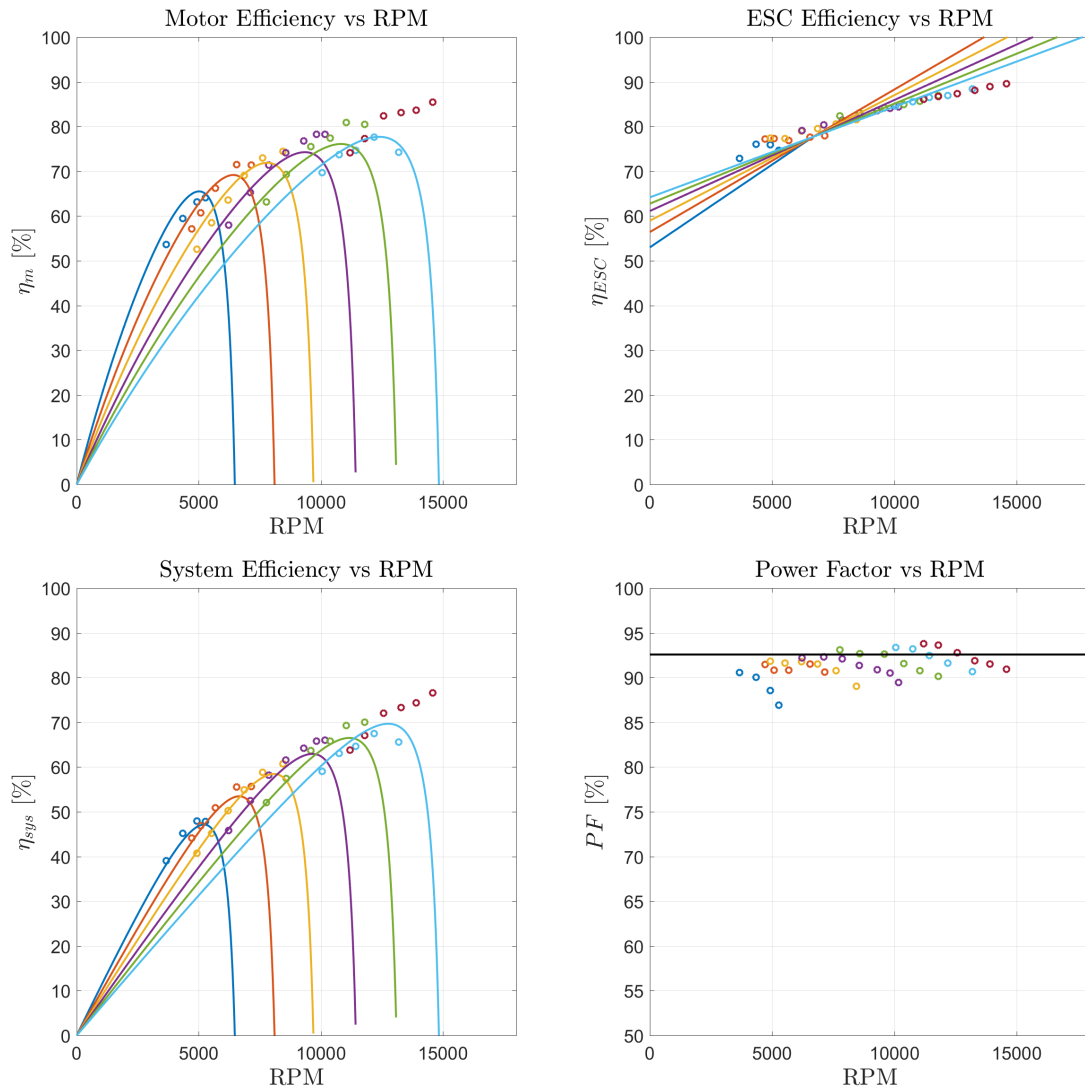 Motor Efficiency vs RPM
100
90
80
70
60
50
40
30
20
10
0
η_m [%]
0 5000 10000 15000
RPM
ESC Efficiency vs RPM
100
90
80
70
60
50
40
30
20
10
0
η_ESC [%]
0 5000 10000 15000
RPM
System Efficiency vs RPM
100
90
80
70
60
50
40
30
20
10
0
η_sys [%]
0 5000 10000 15000
RPM
Power Factor vs RPM
100
95
90
85
80
75
70
65
60
55
50
PF [%]
0 5000 10000 15000
RPM